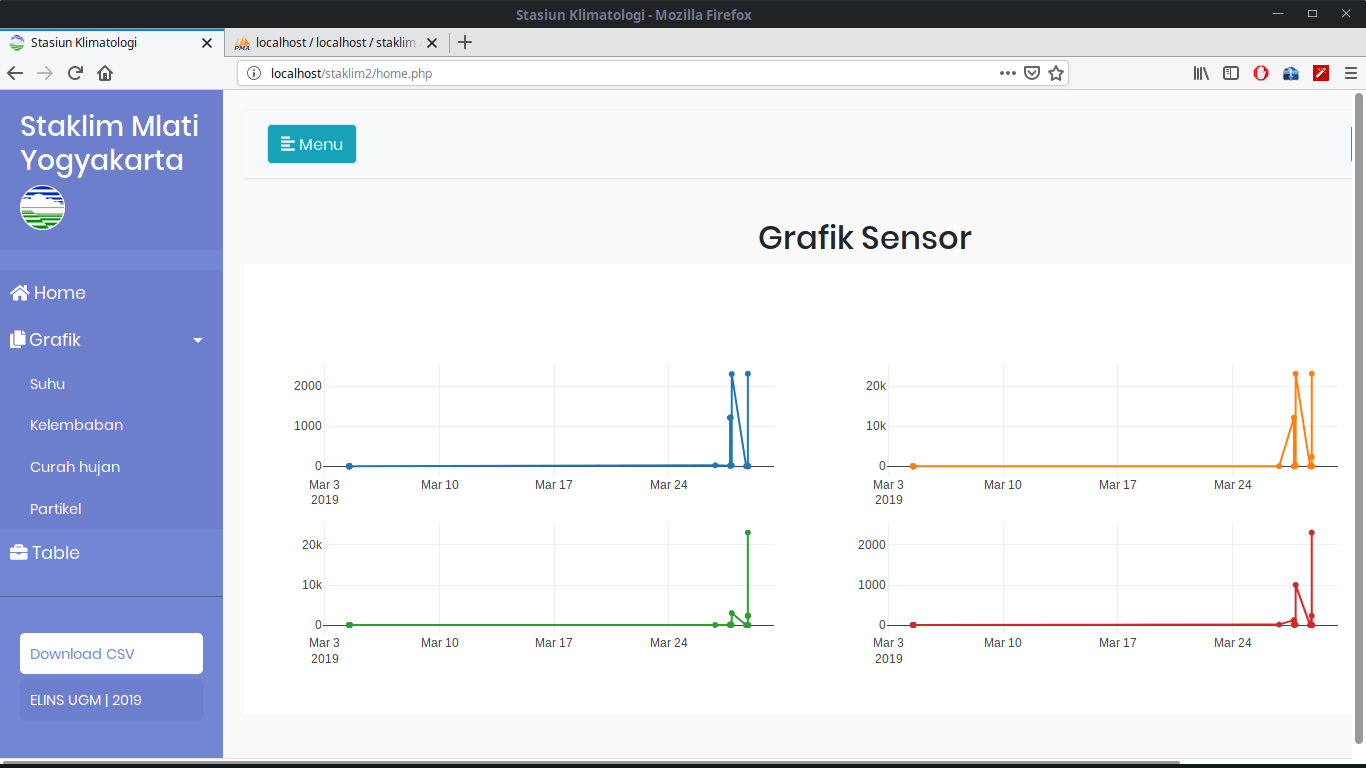 Stasiun Klimatologi - Mozilla Firefox
Stasiun Klimatologi
PMA
localhost / localhost / staklim
localhost/staklim2/home.php
Staklim Mlati
Yogyakarta
Menu
Home
Grafik
Suhu
Kelembaban
Curah hujan
Partikel
Table
Download CSV
ELINS UGM | 2019
Grafik Sensor
2000
1000
0
Mar 3
2019
Mar 10
Mar 17
Mar 24
20k
10k
0
Mar 3
2019
Mar 10
Mar 17
Mar 24
20k
10k
0
Mar 3
2019
Mar 10
Mar 17
Mar 24
2000
1000
0
Mar 3
2019
Mar 10
Mar 17
Mar 24